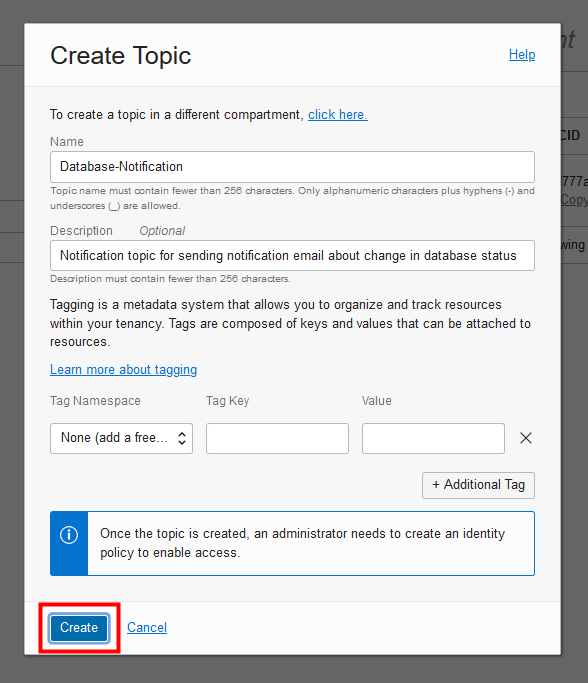 nt
Create Topic
Help
To create a topic in a different compartment, click here.
Name
CID
Database-Notification
777a
Topic name must contain fewer than 256 characters. Only alphanumeric characters plus hyphens (-) and
underscores (_) are allowed.
Copy
Description Optional
Notification topic for sending notification email about change in database status
wing
Description must contain fewer than 256 characters.
Tagging is a metadata system that allows you to organize and track resources
within your tenancy. Tags are composed of keys and values that can be attached to
resources.
Learn more about tagging
Tag Namespace Tag Key Value
None (add a free...
+ Additional Tag
Once the topic is created, an administrator needs to create an identity
policy to enable access.
Create Cancel